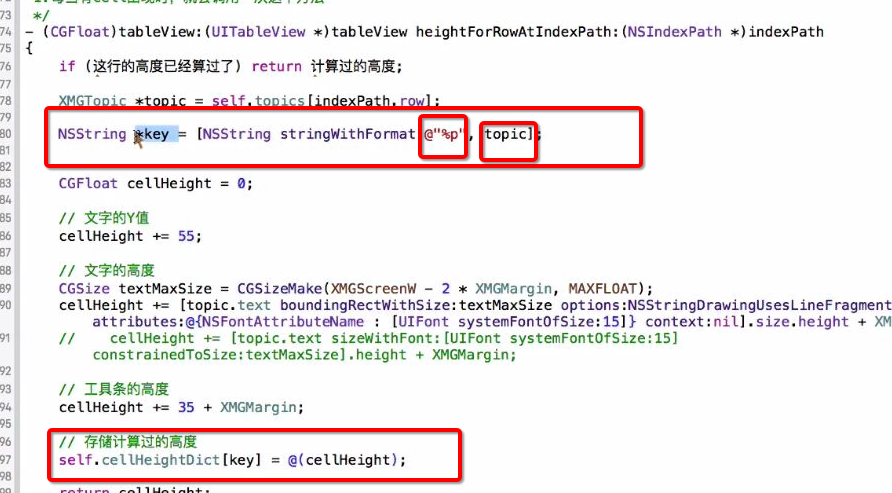 73
74 */
- (CGFloat)tableView:(UITableView *)tableView heightForRowAtIndexPath:(NSIndexPath *)indexPath
75 {
76 if (这行的高度已经算过了) return 计算过的高度;
77
78 XMGTopic *topic = self.topics[indexPath.row];
79
80 NSString *key = [NSString stringWithFormat @"%p", topic];
81
82
83 CGFloat cellHeight = 0;
84
85 // 文字的Y值
86 cellHeight += 55;
87
88 // 文字的高度
89 CGSize textMaxSize = CGSizeMake(XMGScreenW - 2 * XMGMargin, MAXFLOAT);
90 cellHeight += [topic.text boundingRectWithSize:textMaxSize options:NSStringDrawingUsesLineFragment
attributes:@{NSFontAttributeName : [UIFont systemFontOfSize:15]} context:nil].size.height + XM
91 // cellHeight += [topic.text sizeWithFont:[UIFont systemFontOfSize:15]
constrainedToSize:textMaxSize].height + XMGMargin;
92
93 // 工具条的高度
94 cellHeight += 35 + XMGMargin;
95
96 // 存储计算过的高度
97 self.cellHeightDict[key] = @(cellHeight);
98
return cellHeight;